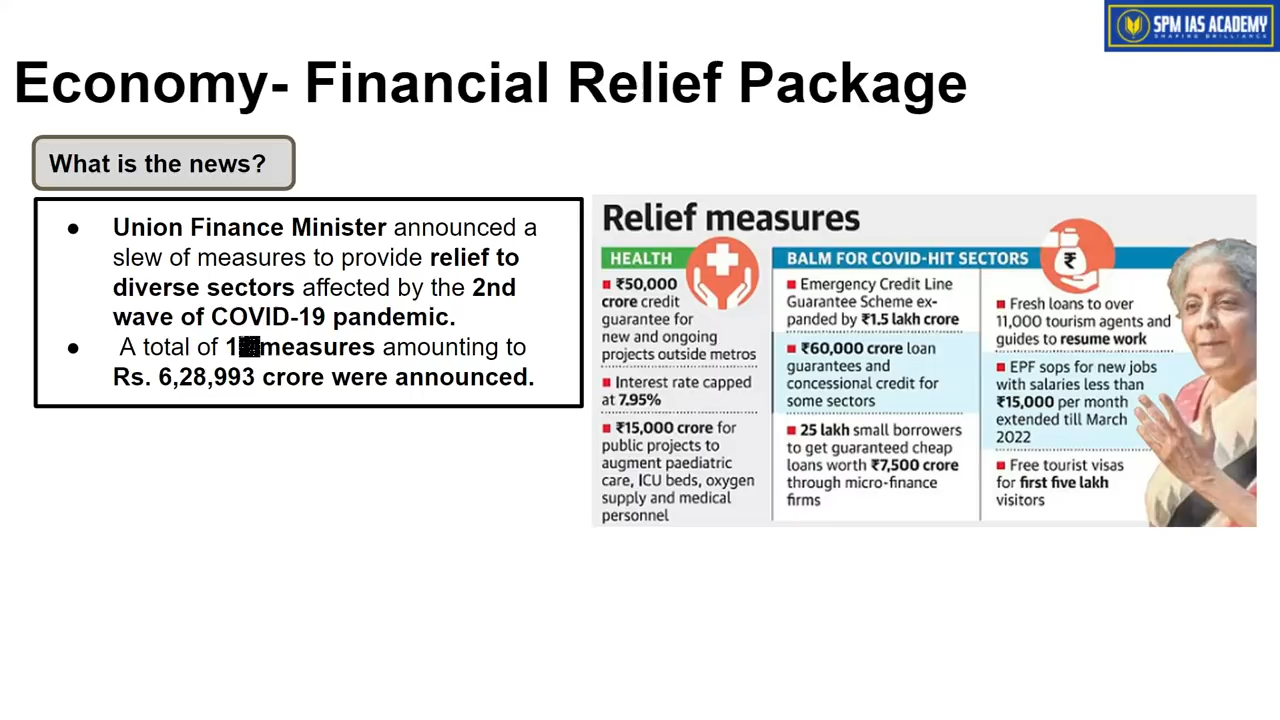 SPM IAS ACADEMY
SHAPING BRILLIANCE
Economy- Financial Relief Package
What is the news?
● Union Finance Minister announced a
slew of measures to provide relief to
diverse sectors affected by the 2nd
wave of COVID-19 pandemic.
● A total of measures amounting to
Rs. 6,28,993 crore were announced.
Relief measures
HEALTH
₹50,000
crore credit
guarantee for
new and ongoing
projects outside metros
Interest rate capped
at 7.95%
₹15,000 crore for
public projects to
augment paediatric
care, ICU beds, oxygen
supply and medical
personnel
BALM FOR COVID-HIT SECTORS
Emergency Credit Line
Guarantee Scheme ex-
panded by ₹1.5 lakh crore
₹60,000 crore loan
guarantees and
concessional credit for
some sectors
25 lakh small borrowers
to get guaranteed cheap
loans worth ₹7,500 crore
through micro-finance
firms
₹
Fresh loans to over
11,000 tourism agents and
guides to resume work
EPF sops for new jobs
with salaries less than
₹15,000 per month
extended till March
2022
Free tourist visas
for first five lakh
visitors